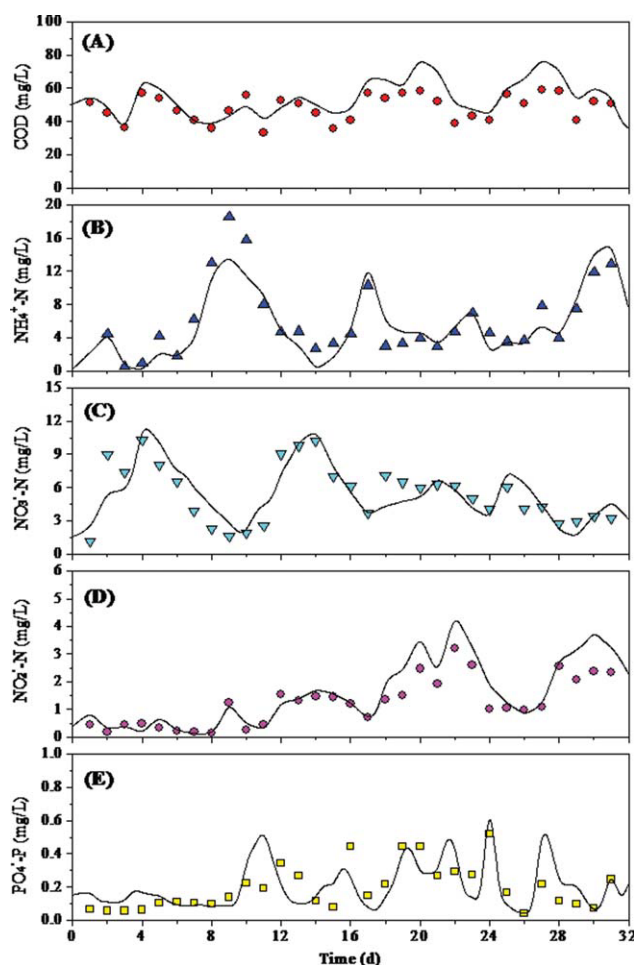 (A)
COD (mg/L)
100
80
60
40
20
0
(B)
NH₄⁺-N (mg/L)
20
16
12
8
4
0
(C)
NO₃⁻-N (mg/L)
15
12
9
6
3
0
(D)
NO₂⁻-N (mg/L)
6
5
4
3
2
1
0
(E)
PO₄⁻-P (mg/L)
1.0
0.8
0.6
0.4
0.2
0.0
0 4 8 12 16 20 24 28 32
Time (d)